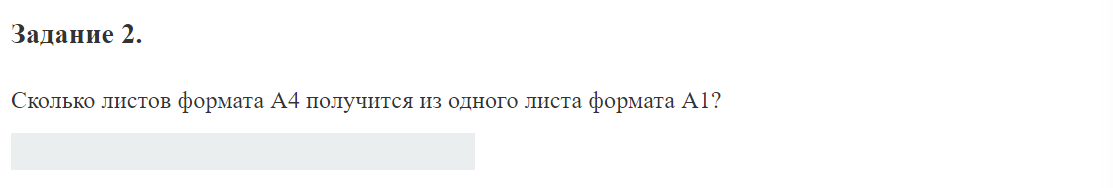 Задание 2.
Сколько листов формата А4 получится из одного листа формата А1?